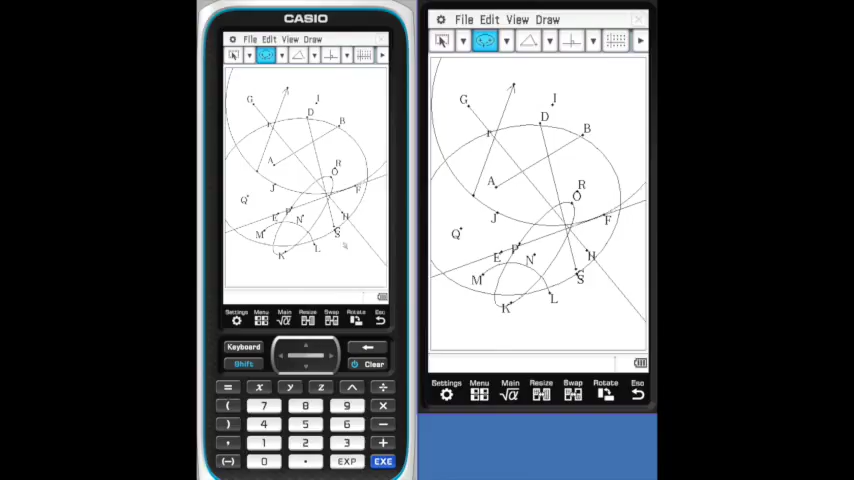 CASIO
File Edit View Draw
G
I
D
B
A
R
O
J
F
Q
P
E
H
N
M
S
L
K
Settings Menu Main Resize Swap Rotate Esc
Keyboard
Shift
Clear
= x y z ^ ÷
( 7 8 9 ×
) 4 5 6 −
, 1 2 3 +
(−) 0 . EXP EXE
File Edit View Draw
G
I
D
B
A
R
O
J
F
Q
P
E
H
N
M
S
L
K
Settings Menu Main Resize Swap Rotate Esc